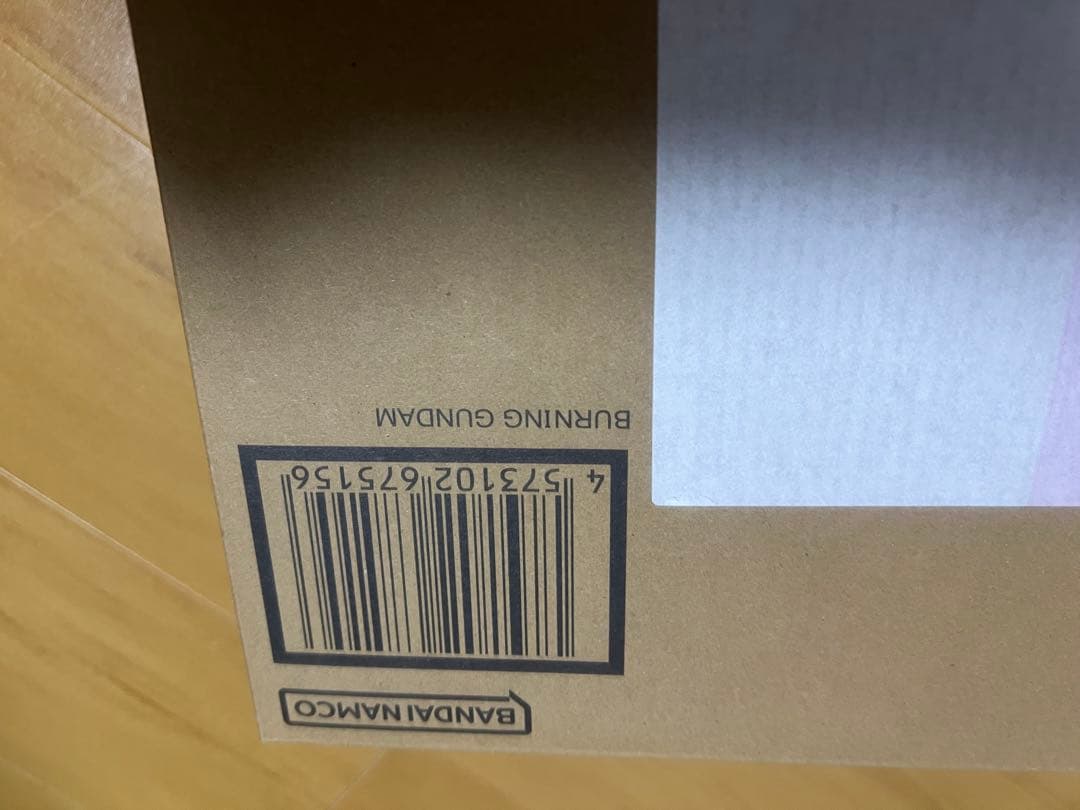 BANDAI NAMCO
4 573102 675156
BURNING GUNDAM